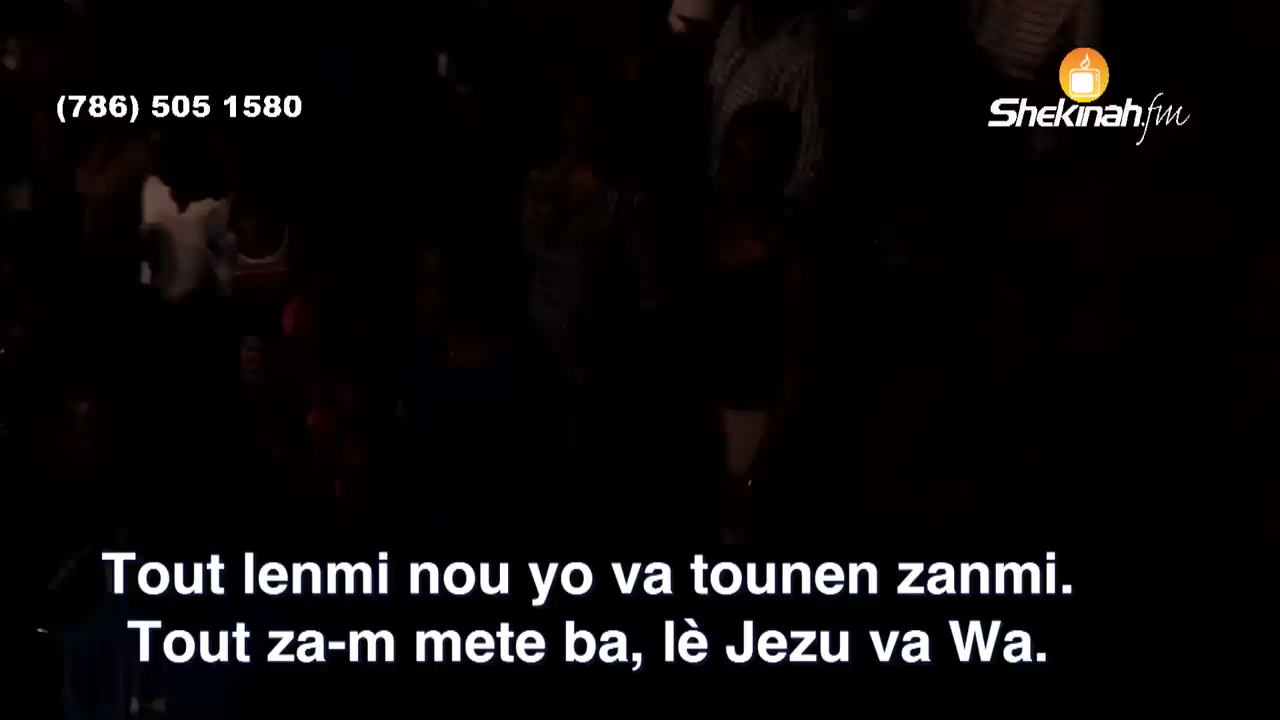 (786) 505 1580
Shekinah.fm
Tout lenmi nou yo va tounen zanmi.
Tout za-m mete ba, lè Jezu va Wa.